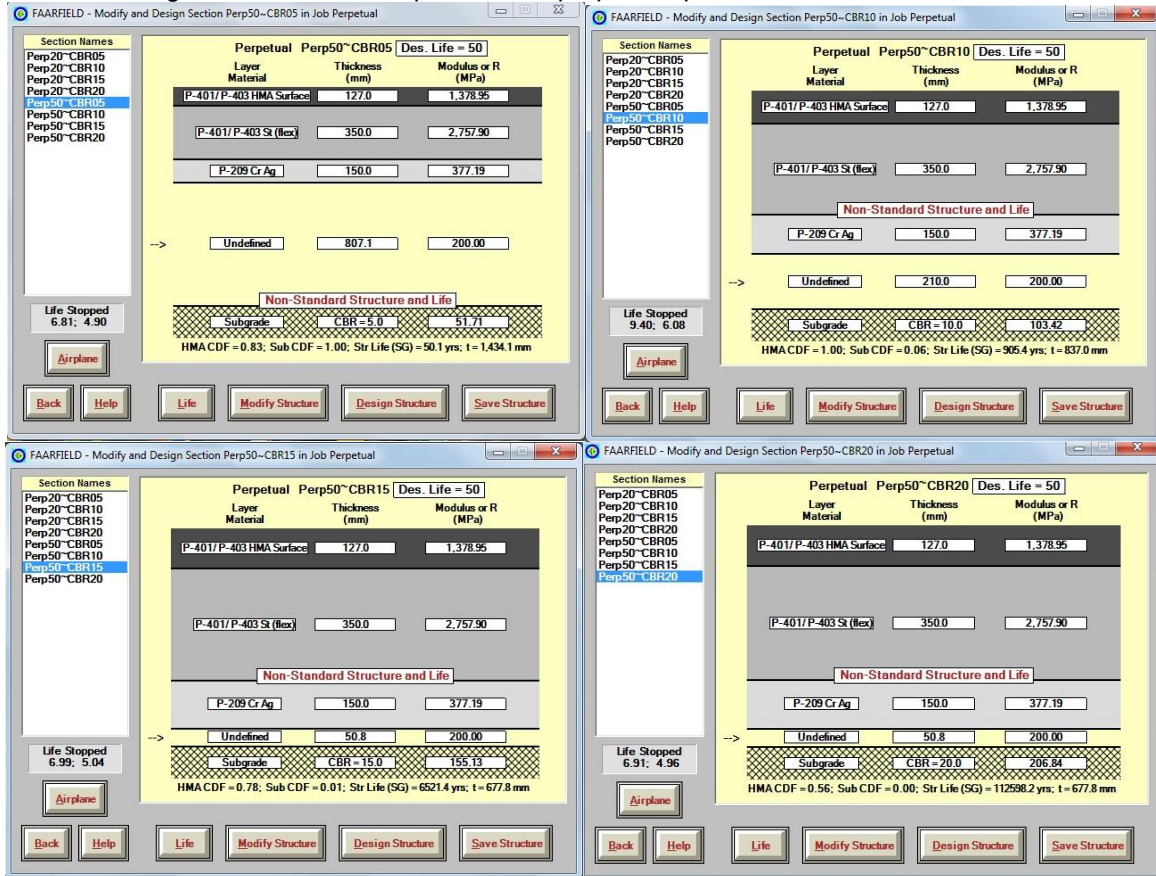 FAARFIELD - Modify and Design Section Perp50~CBR05 in Job Perpetual
Section Names
Perp20~CBR05
Perp20~CBR10
Perp20~CBR15
Perp20~CBR20
Perp50~CBR05
Perp50~CBR10
Perp50~CBR15
Perp50~CBR20
Perpetual Perp50~CBR05 Des. Life = 50
Layer Thickness Modulus or R
Material (mm) (MPa)
P-401/ P-403 HMA Surface 127.0 1,378.95
P-401/ P-403 St (flex) 350.0 2,757.90
P-209 Cr Ag 150.0 377.19
--> Undefined 807.1 200.00
Non-Standard Structure and Life
Subgrade CBR = 5.0 51.71
Life Stopped
6.81; 4.90
HMA CDF = 0.83; Sub CDF = 1.00; Str Life (SG) = 50.1 yrs; t = 1,434.1 mm
Airplane
Back Help Life Modify Structure Design Structure Save Structure
FAARFIELD - Modify and Design Section Perp50~CBR10 in Job Perpetual
Section Names
Perp20~CBR05
Perp20~CBR10
Perp20~CBR15
Perp20~CBR20
Perp50~CBR05
Perp50~CBR10
Perp50~CBR15
Perp50~CBR20
Perpetual Perp50~CBR10 Des. Life = 50
Layer Thickness Modulus or R
Material (mm) (MPa)
P-401/ P-403 HMA Surface 127.0 1,378.95
P-401/ P-403 St (flex) 350.0 2,757.90
Non-Standard Structure and Life
P-209 Cr Ag 150.0 377.19
--> Undefined 210.0 200.00
Subgrade CBR = 10.0 103.42
Life Stopped
9.40; 6.08
HMA CDF = 1.00; Sub CDF = 0.06; Str Life (SG) = 905.4 yrs; t = 837.0 mm
Airplane
Back Help Life Modify Structure Design Structure Save Structure
FAARFIELD - Modify and Design Section Perp50~CBR15 in Job Perpetual
Section Names
Perp20~CBR05
Perp20~CBR10
Perp20~CBR15
Perp20~CBR20
Perp50~CBR05
Perp50~CBR10
Perp50~CBR15
Perp50~CBR20
Perpetual Perp50~CBR15 Des. Life = 50
Layer Thickness Modulus or R
Material (mm) (MPa)
P-401/ P-403 HMA Surface 127.0 1,378.95
P-401/ P-403 St (flex) 350.0 2,757.90
Non-Standard Structure and Life
P-209 Cr Ag 150.0 377.19
--> Undefined 50.8 200.00
Subgrade CBR = 15.0 155.13
Life Stopped
6.99; 5.04
HMA CDF = 0.78; Sub CDF = 0.01; Str Life (SG) = 6521.4 yrs; t = 677.8 mm
Airplane
Back Help Life Modify Structure Design Structure Save Structure
FAARFIELD - Modify and Design Section Perp50~CBR20 in Job Perpetual
Section Names
Perp20~CBR05
Perp20~CBR10
Perp20~CBR15
Perp20~CBR20
Perp50~CBR05
Perp50~CBR10
Perp50~CBR15
Perp50~CBR20
Perpetual Perp50~CBR20 Des. Life = 50
Layer Thickness Modulus or R
Material (mm) (MPa)
P-401/ P-403 HMA Surface 127.0 1,378.95
P-401/ P-403 St (flex) 350.0 2,757.90
Non-Standard Structure and Life
P-209 Cr Ag 150.0 377.19
--> Undefined 50.8 200.00
Subgrade CBR = 20.0 206.84
Life Stopped
6.91; 4.96
HMA CDF = 0.56; Sub CDF = 0.00; Str Life (SG) = 112598.2 yrs; t = 677.8 mm
Airplane
Back Help Life Modify Structure Design Structure Save Structure